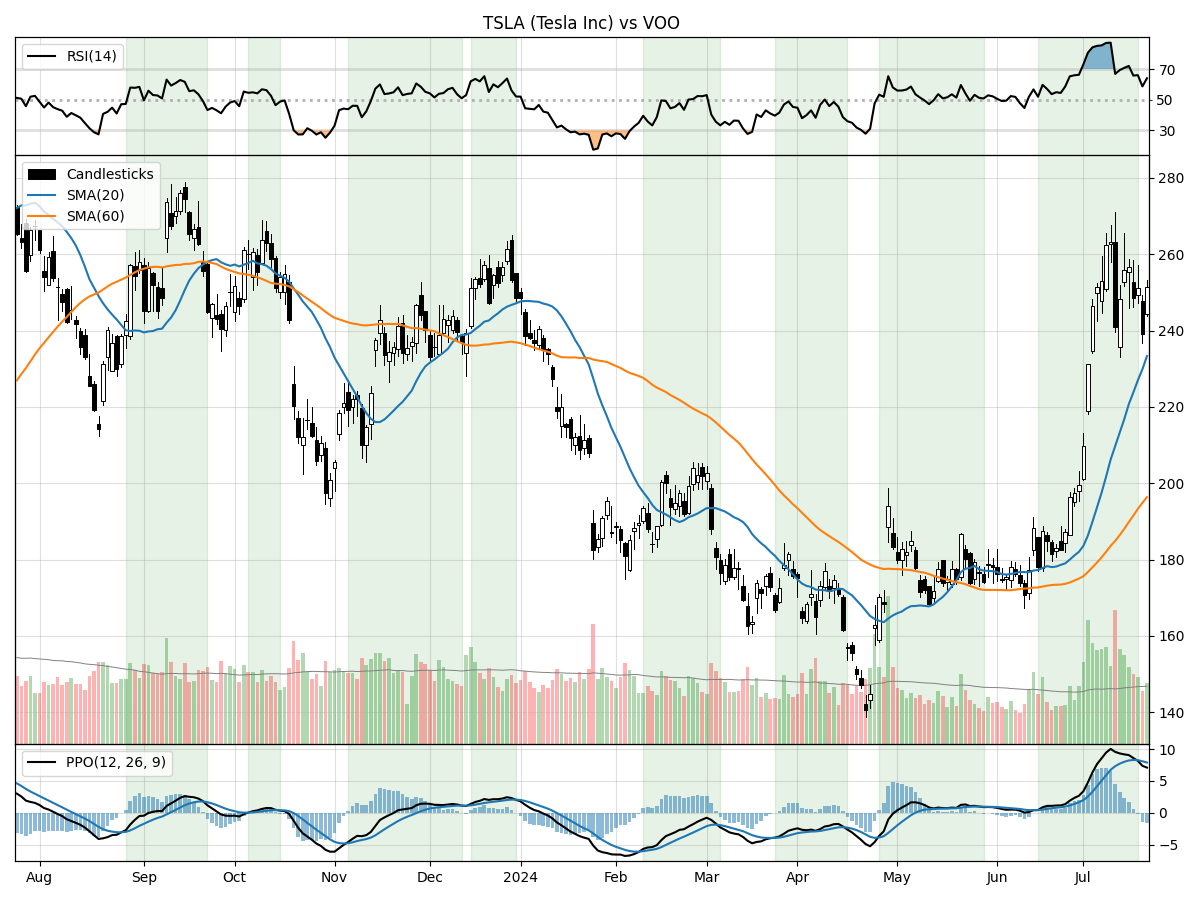 TSLA (Tesla Inc) vs VOO
RSI(14)
70
50
30
Candlesticks
SMA(20)
SMA(60)
280
260
240
220
200
180
160
140
PPO(12, 26, 9)
10
5
0
−5
Aug Sep Oct Nov Dec 2024 Feb Mar Apr May Jun Jul